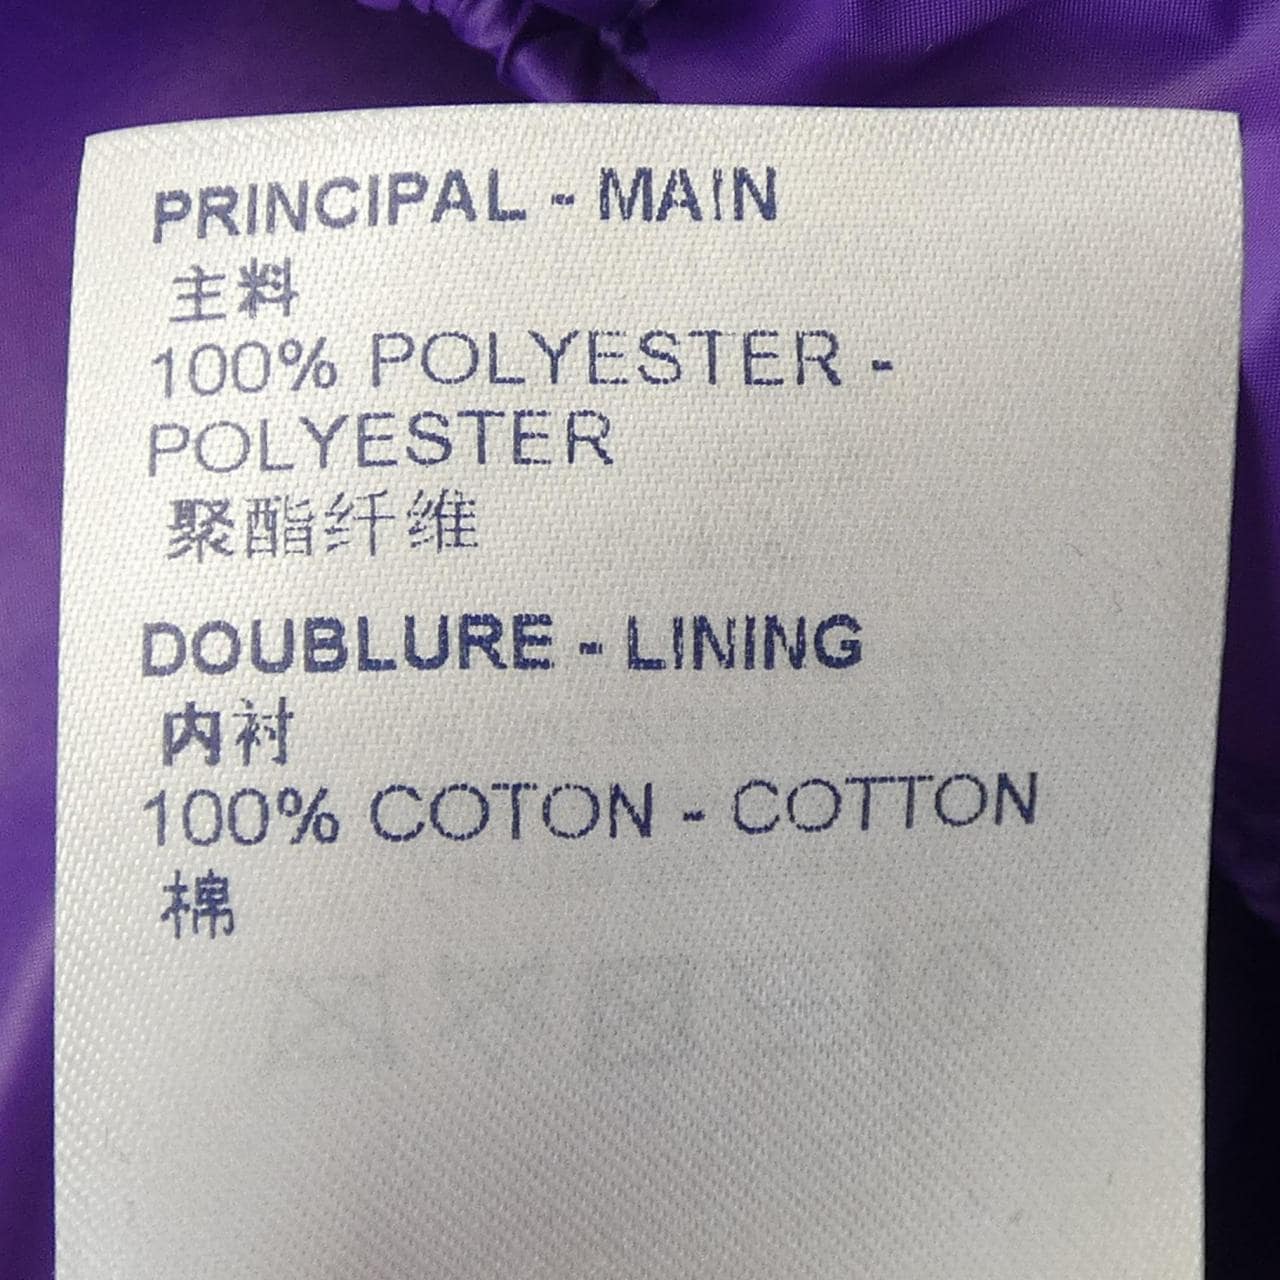 PRINCIPAL - MAIN
主料
100% POLYESTER -
POLYESTER
聚酯纤维
DOUBLURE - LINING
内衬
100% COTON - COTTON
棉